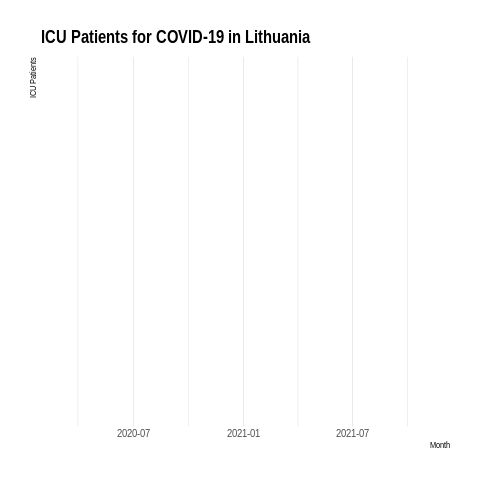 ICU Patients for COVID-19 in Lithuania
ICU Patients
2020-07
2021-01
2021-07
Month